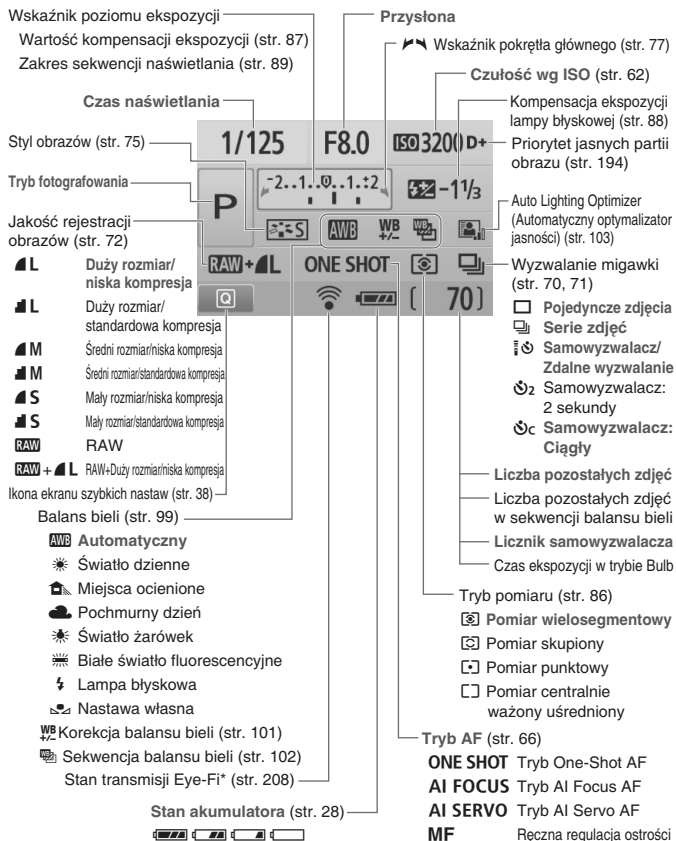 Wskaźnik poziomu ekspozycji
Wartość kompensacji ekspozycji (str. 87)
Zakres sekwencji naświetlania (str. 89)
Czas naświetlania
Styl obrazów (str. 75)
Tryb fotografowania
Jakość rejestracji
obrazów (str. 72)
L Duży rozmiar/
niska kompresja
L Duży rozmiar/
standardowa kompresja
M Średni rozmiar/niska kompresja
M Średni rozmiar/standardowa kompresja
S Mały rozmiar/niska kompresja
S Mały rozmiar/standardowa kompresja
RAW RAW
RAW + L RAW+Duży rozmiar/niska kompresja
Ikona ekranu szybkich nastaw (str. 38)
Balans bieli (str. 99)
AWB Automatyczny
Światło dzienne
Miejsca ocienione
Pochmurny dzień
Światło żarówek
Białe światło fluorescencyjne
Lampa błyskowa
Nastawa własna
WB +/- Korekcja balansu bieli (str. 101)
WB Sekwencja balansu bieli (str. 102)
Stan transmisji Eye-Fi* (str. 208)
Stan akumulatora (str. 28)
1/125 F8.0 ISO 3200 D+
P -2..1..0..1..+2 -1 1/3
S AWB WB +/- WB
RAW + L ONE SHOT
Q [ 70]
Przysłona
Wskaźnik pokrętła głównego (str. 77)
Czułość wg ISO (str. 62)
Kompensacja ekspozycji
lampy błyskowej (str. 88)
Priorytet jasnych partii
obrazu (str. 194)
Auto Lighting Optimizer
(Automatyczny optymalizator
jasności) (str. 103)
Wyzwalanie migawki
(str. 70, 71)
Pojedyncze zdjęcia
Serie zdjęć
Samowyzwalacz/
Zdalne wyzwalanie
2 Samowyzwalacz:
2 sekundy
C Samowyzwalacz:
Ciągły
Liczba pozostałych zdjęć
Liczba pozostałych zdjęć
w sekwencji balansu bieli
Licznik samowyzwalacza
Czas ekspozycji w trybie Bulb
Tryb pomiaru (str. 86)
Pomiar wielosegmentowy
Pomiar skupiony
Pomiar punktowy
Pomiar centralnie
ważony uśredniony
Tryb AF (str. 66)
ONE SHOT Tryb One-Shot AF
AI FOCUS Tryb AI Focus AF
AI SERVO Tryb AI Servo AF
MF Ręczna regulacja ostrości